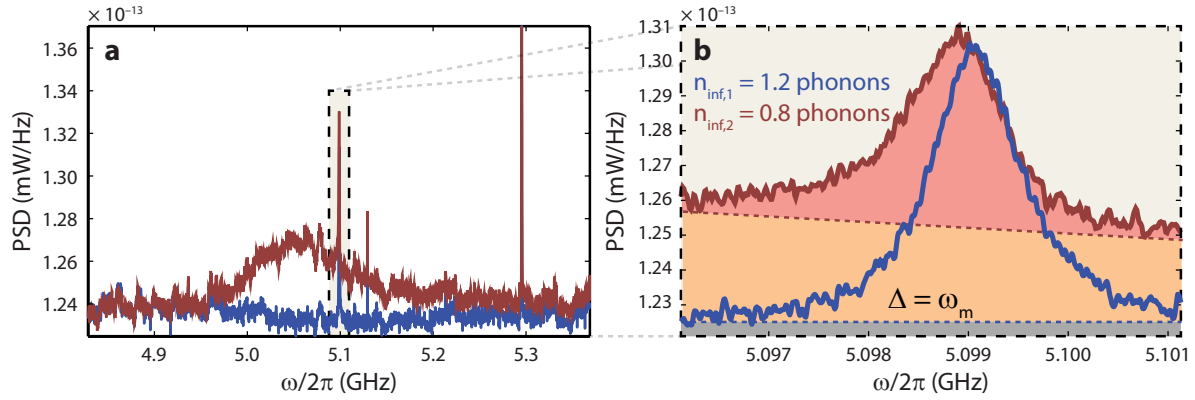 × 10⁻¹³
a
1.36
1.34
1.32
1.30
1.28
1.26
1.24
PSD (mW/Hz)
4.9 5.0 5.1 5.2 5.3
ω/2π (GHz)
× 10⁻¹³
b
n_inf,1 = 1.2 phonons
n_inf,2 = 0.8 phonons
1.31
1.30
1.29
1.28
1.27
1.26
1.25
1.24
1.23
PSD (mW/Hz)
Δ = ω_m
5.097 5.098 5.099 5.100 5.101
ω/2π (GHz)